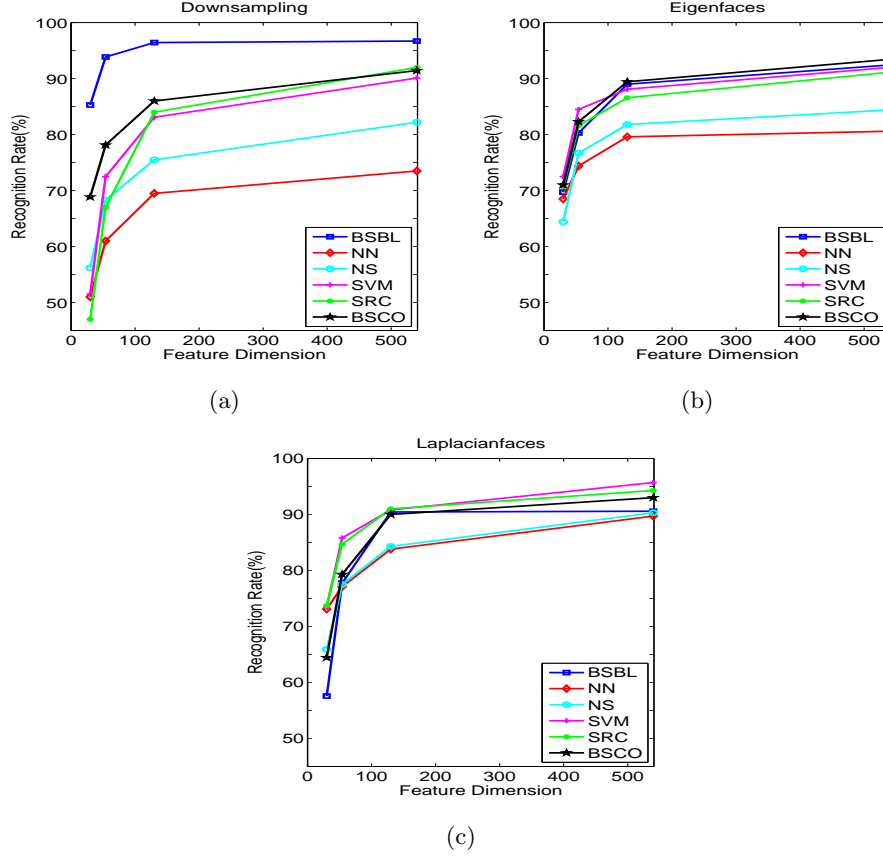 Downsampling
100
90
80
70
60
50
Recognition Rate(%)
BSBL
NN
NS
SVM
SRC
BSCO
0 100 200 300 400 500
Feature Dimension
(a)
Eigenfaces
100
90
80
70
60
50
Recognition Rate(%)
BSBL
NN
NS
SVM
SRC
BSCO
0 100 200 300 400 500
Feature Dimension
(b)
Laplacianfaces
100
90
80
70
60
50
Recognition Rate(%)
BSBL
NN
NS
SVM
SRC
BSCO
0 100 200 300 400 500
Feature Dimension
(c)